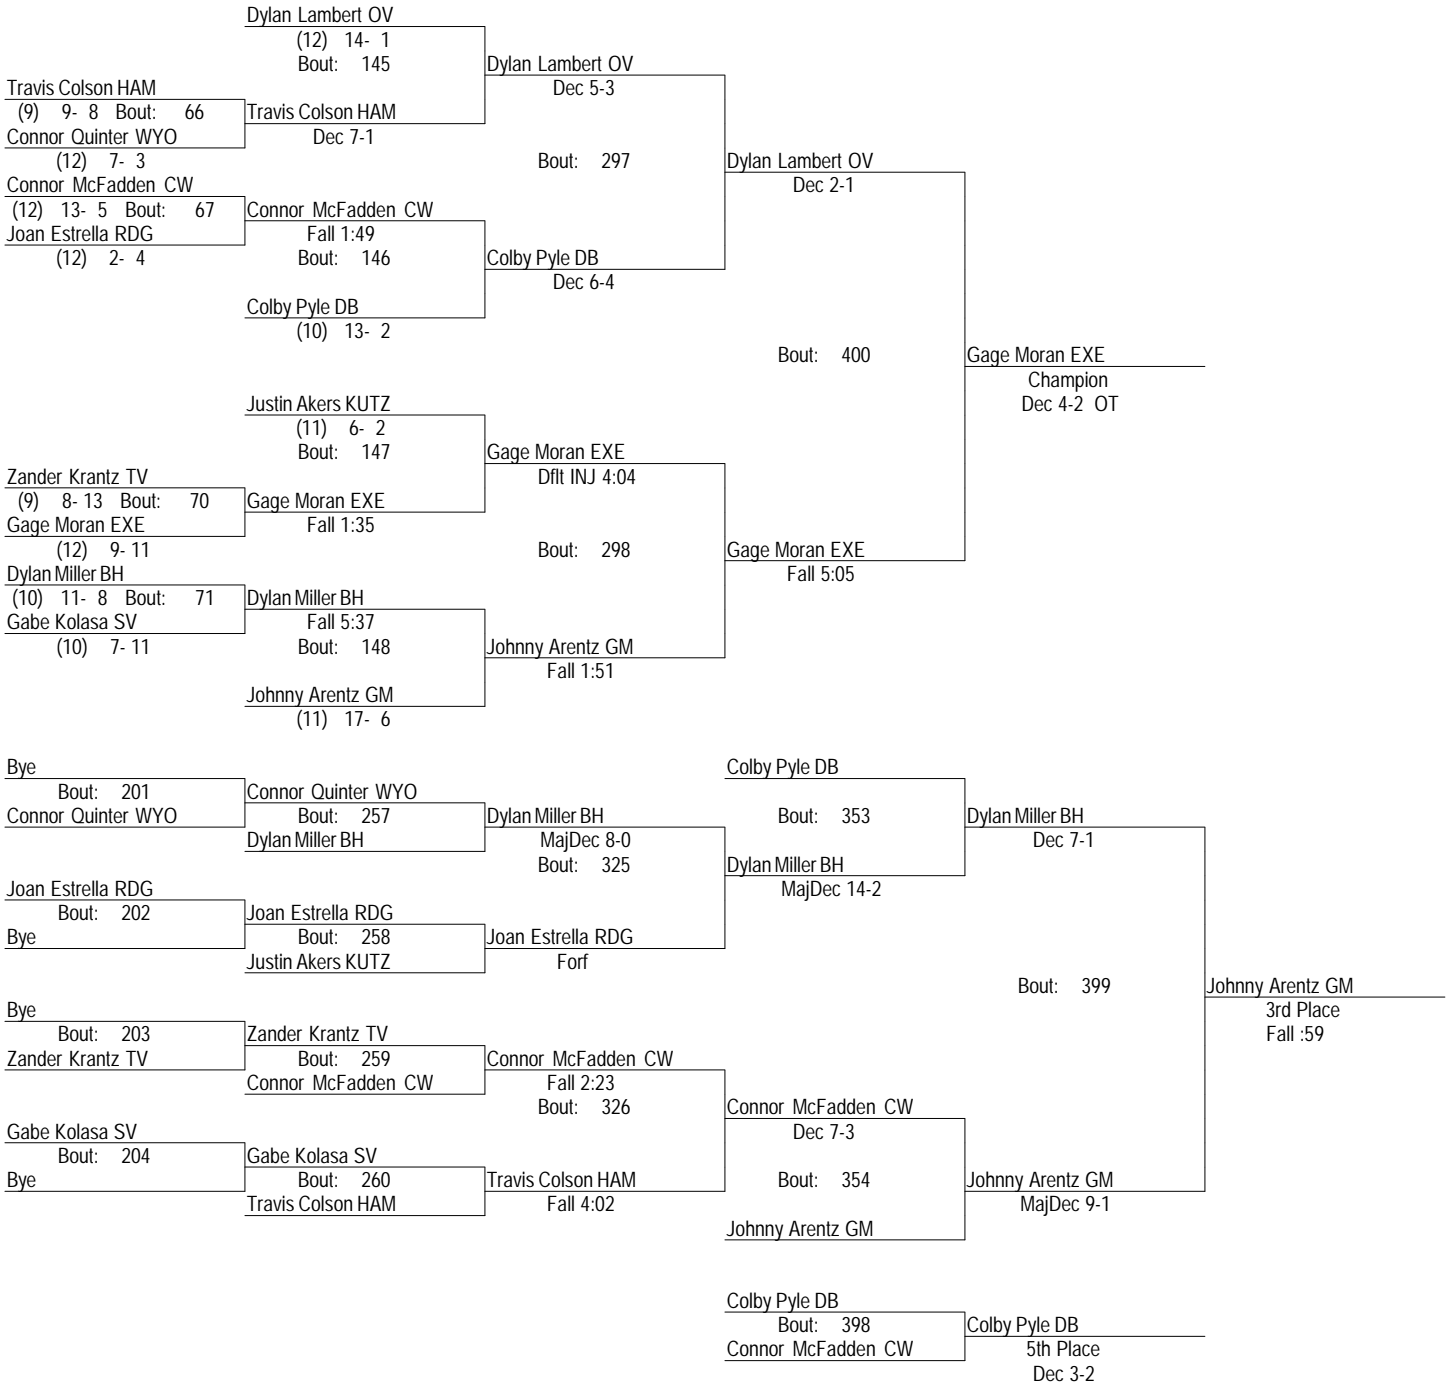 Dylan Lambert OV
(12) 14- 1
Bout: 145
Dylan Lambert OV
Dec 5-3
Travis Colson HAM
(9) 9- 8 Bout: 66
Travis Colson HAM
Connor Quinter WYO
Dec 7-1
(12) 7- 3
Bout: 297
Dylan Lambert OV
Dec 2-1
Connor McFadden CW
(12) 13- 5 Bout: 67
Connor McFadden CW
Joan Estrella RDG
Fall 1:49
(12) 2- 4
Bout: 146
Colby Pyle DB
Dec 6-4
Colby Pyle DB
(10) 13- 2
Bout: 400
Gage Moran EXE
Champion
Dec 4-2 OT
Justin Akers KUTZ
(11) 6- 2
Bout: 147
Gage Moran EXE
Dflt INJ 4:04
Zander Krantz TV
(9) 8- 13 Bout: 70
Gage Moran EXE
Gage Moran EXE
Fall 1:35
(12) 9- 11
Bout: 298
Gage Moran EXE
Fall 5:05
Dylan Miller BH
(10) 11- 8 Bout: 71
Dylan Miller BH
Gabe Kolasa SV
Fall 5:37
(10) 7- 11
Bout: 148
Johnny Arentz GM
Fall 1:51
Johnny Arentz GM
(11) 17- 6
Bye
Colby Pyle DB
Bout: 201
Connor Quinter WYO
Connor Quinter WYO
Bout: 257
Dylan Miller BH
Bout: 353
Dylan Miller BH
Dylan Miller BH
MajDec 8-0
Dec 7-1
Bout: 325
Dylan Miller BH
MajDec 14-2
Joan Estrella RDG
Bout: 202
Joan Estrella RDG
Bye
Bout: 258
Joan Estrella RDG
Justin Akers KUTZ
Forf
Bout: 399
Johnny Arentz GM
3rd Place
Fall :59
Bye
Bout: 203
Zander Krantz TV
Zander Krantz TV
Bout: 259
Connor McFadden CW
Connor McFadden CW
Fall 2:23
Bout: 326
Connor McFadden CW
Dec 7-3
Gabe Kolasa SV
Bout: 204
Gabe Kolasa SV
Bye
Bout: 260
Travis Colson HAM
Bout: 354
Johnny Arentz GM
Travis Colson HAM
Fall 4:02
MajDec 9-1
Johnny Arentz GM
Colby Pyle DB
Bout: 398
Colby Pyle DB
Connor McFadden CW
5th Place
Dec 3-2